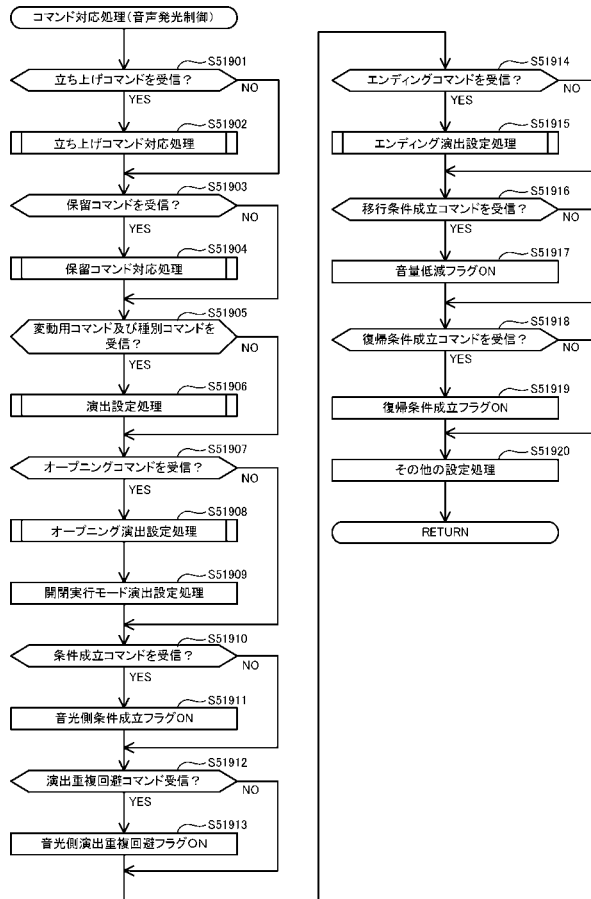 コマンド対応処理(音声発光制御)
S51901
立ち上げコマンドを受信？
NO
YES
S51902
立ち上げコマンド対応処理
S51903
保留コマンドを受信？
NO
YES
S51904
保留コマンド対応処理
S51905
変動用コマンド及び種別コマンドを
受信？
NO
YES
S51906
演出設定処理
S51907
オープニングコマンドを受信？
NO
YES
S51908
オープニング演出設定処理
S51909
開閉実行モード演出設定処理
S51910
条件成立コマンドを受信？
NO
YES
S51911
音光側条件成立フラグON
S51912
演出重複回避コマンド受信？
NO
YES
S51913
音光側演出重複回避フラグON
S51914
エンディングコマンドを受信？
NO
YES
S51915
エンディング演出設定処理
S51916
移行条件成立コマンドを受信？
NO
YES
S51917
音量低減フラグON
S51918
復帰条件成立コマンドを受信？
NO
YES
S51919
復帰条件成立フラグON
S51920
その他の設定処理
RETURN